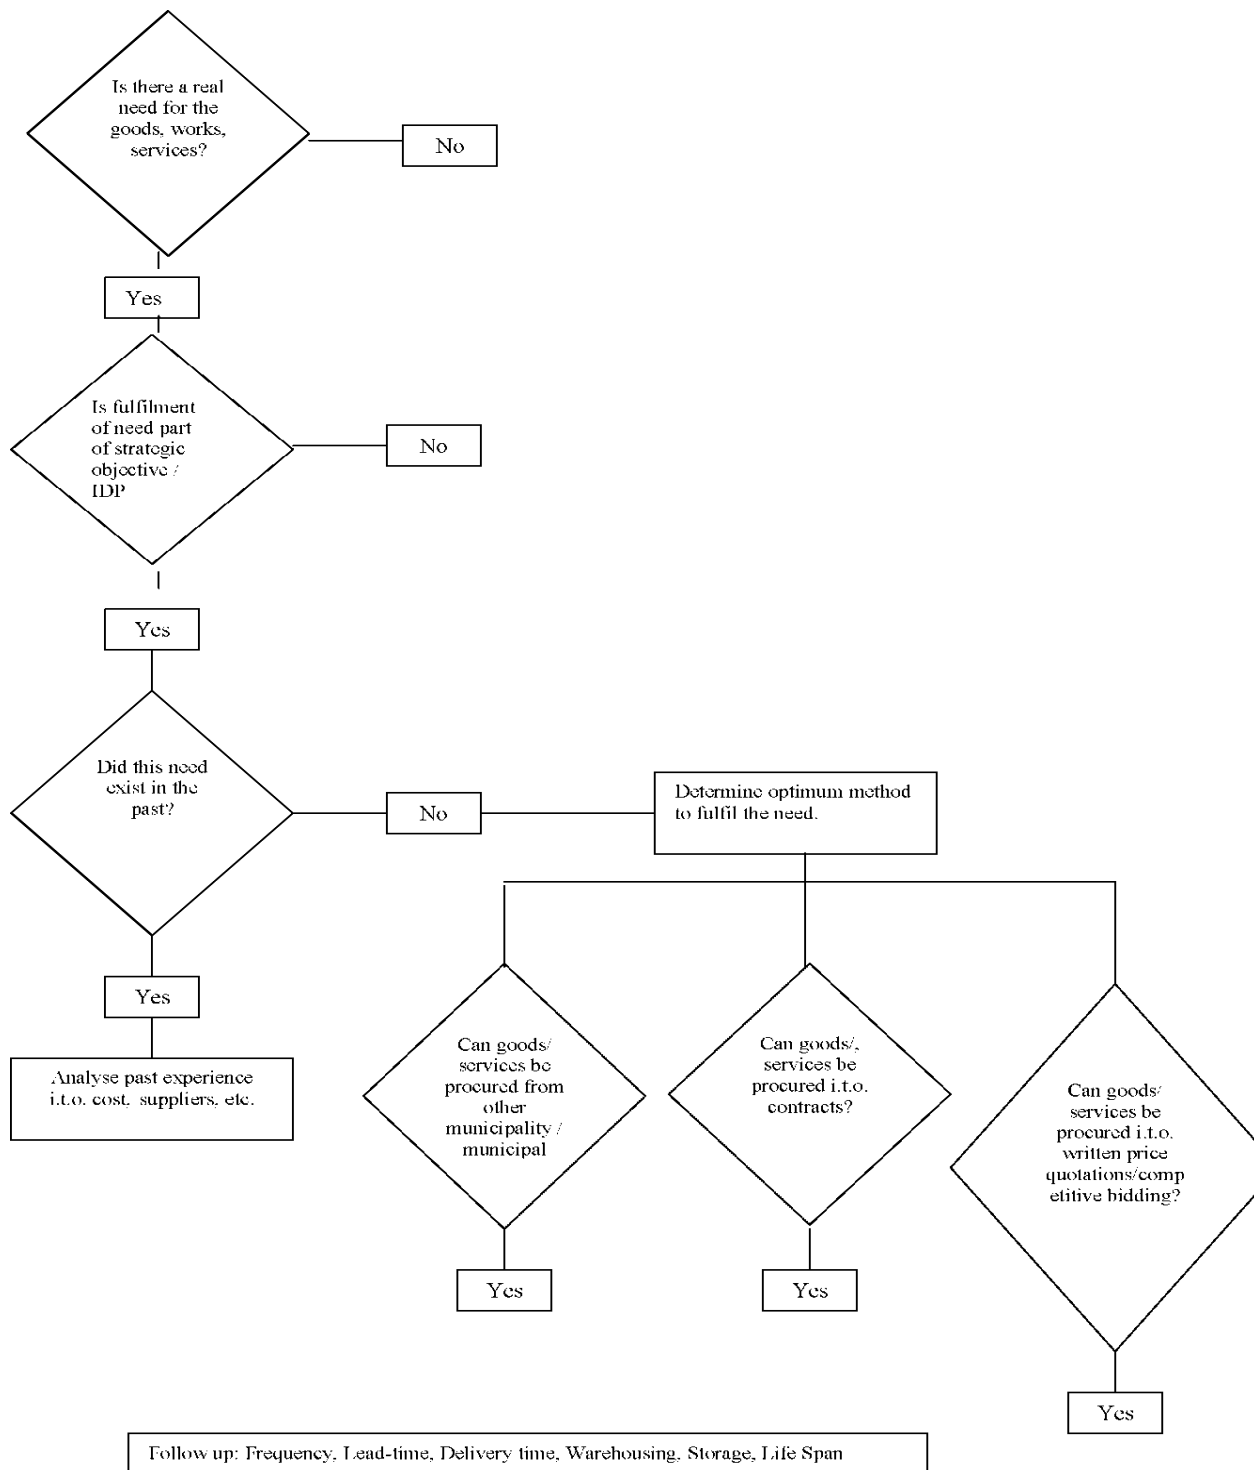 Is there a real
need for the
goods, works,
services?
No
Yes
Is fulfilment
of need part
of strategic
objective /
IDP
No
Yes
Did this need
exist in the
past?
No
Determine optimum method
to fulfil the need.
Yes
Analyse past experience
i.t.o. cost, suppliers, etc.
Can goods/
services be
procured from
other
municipality /
municipal
Yes
Can goods/,
services be
procured i.t.o.
contracts?
Yes
Can goods/
services be
procured i.t.o.
written price
quotations/comp
etitive bidding?
Yes
Follow up: Frequency, Lead-time, Delivery time, Warehousing, Storage, Life Span